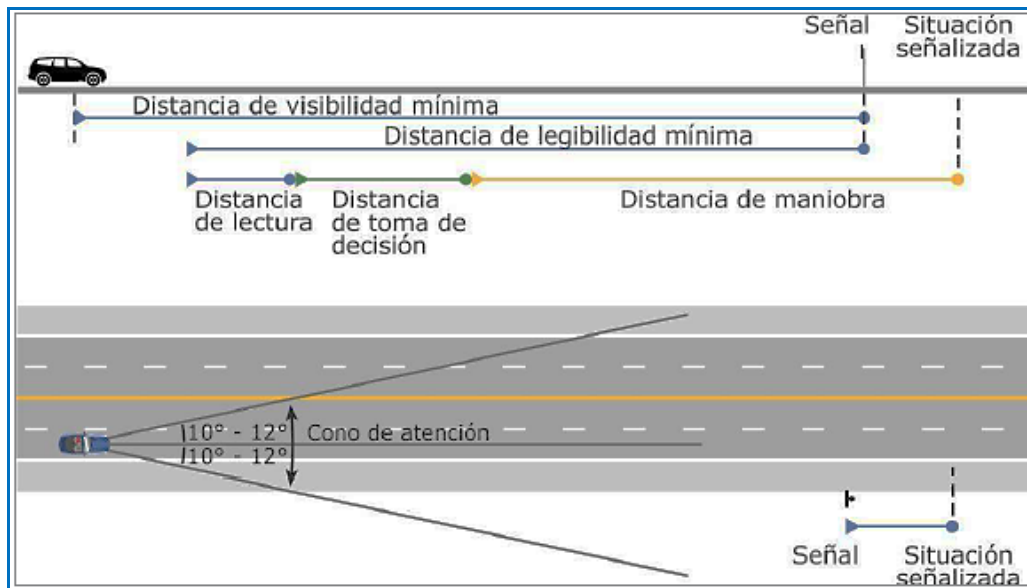 Señal
Situación
señalizada
Distancia de visibilidad mínima
Distancia de legibilidad mínima
Distancia
de lectura
Distancia
de toma de
decisión
Distancia de maniobra
10° - 12°
Cono de atención
10° - 12°
Señal
Situación
señalizada